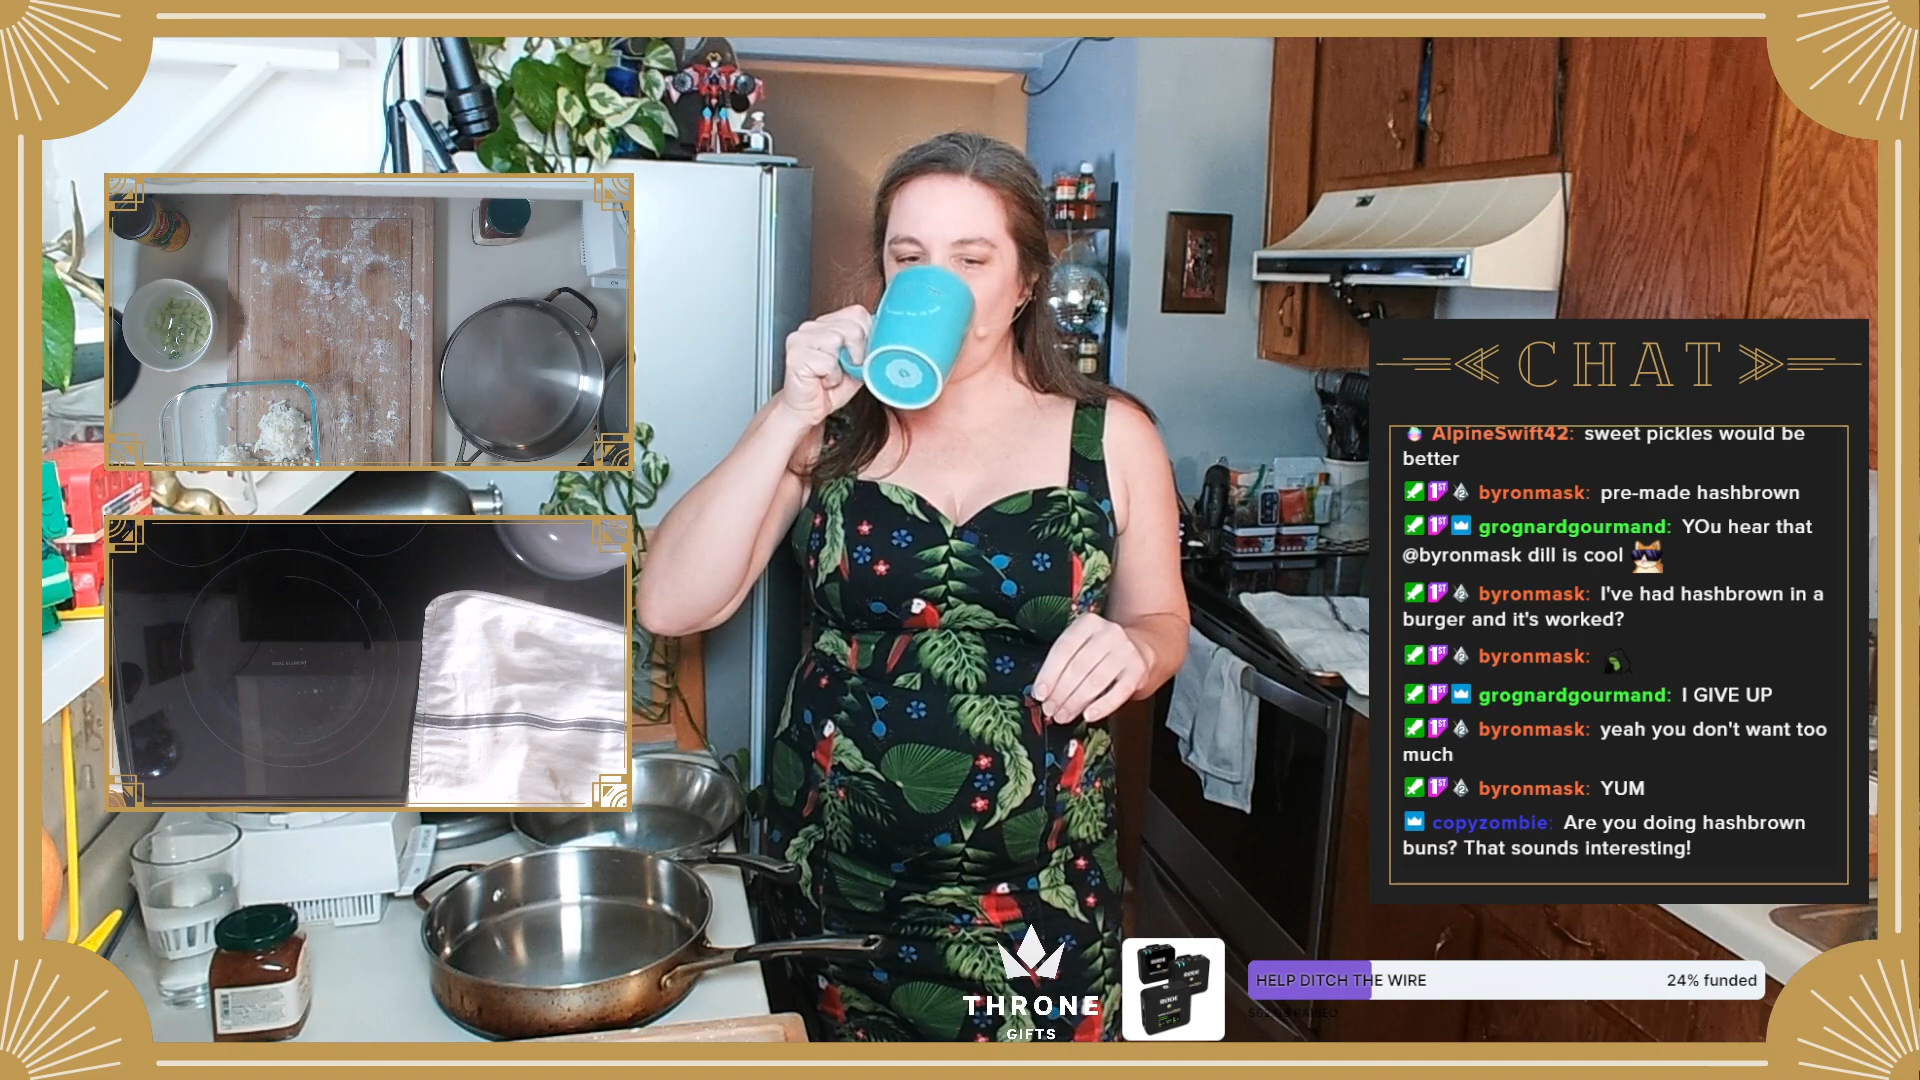 CHAT
AlpineSwift42: sweet pickles would be
better
byronmask: pre-made hashbrown
grognardgourmand: YOu hear that
@byronmask dill is cool
byronmask: I've had hashbrown in a
burger and it's worked?
byronmask:
grognardgourmand: I GIVE UP
byronmask: yeah you don't want too
much
byronmask: YUM
copyzombie: Are you doing hashbrown
buns? That sounds interesting!
THRONE
GIFTS
HELP DITCH THE WIRE 24% funded